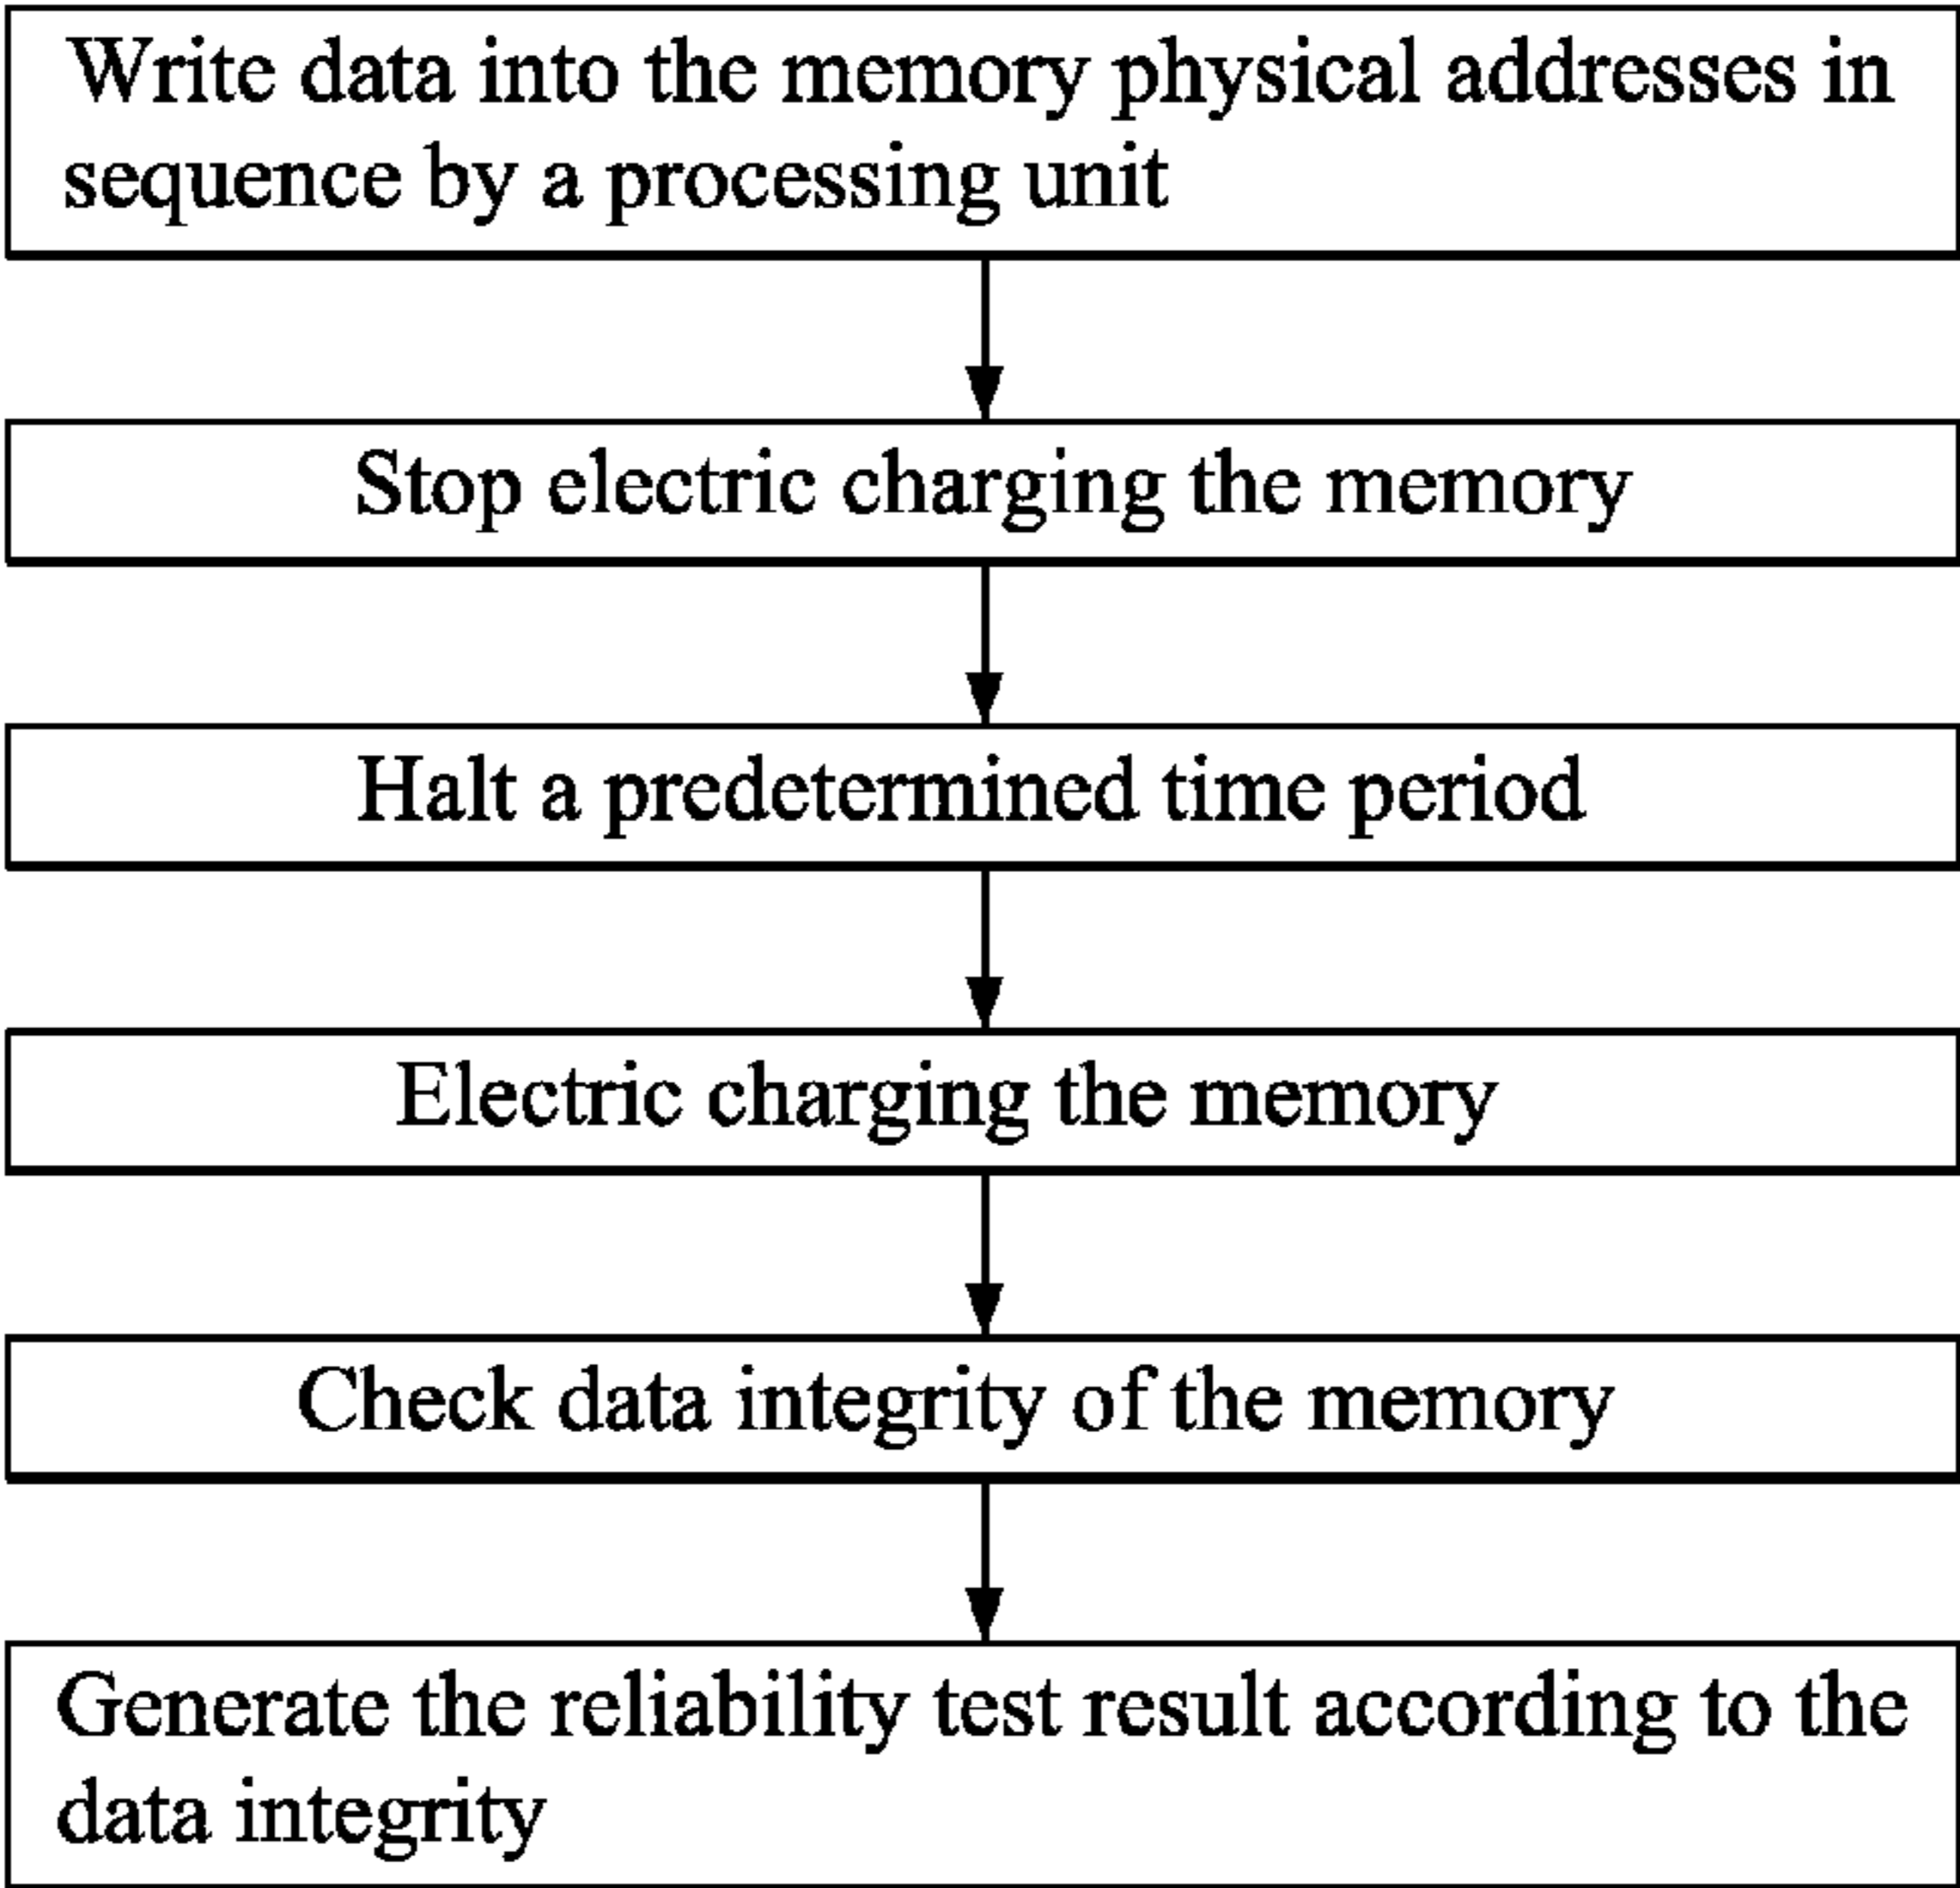 Write data into the memory physical addresses in
sequence by a processing unit
Stop electric charging the memory
Halt a predetermined time period
Electric charging the memory
Check data integrity of the memory
Generate the reliability test result according to the
data integrity